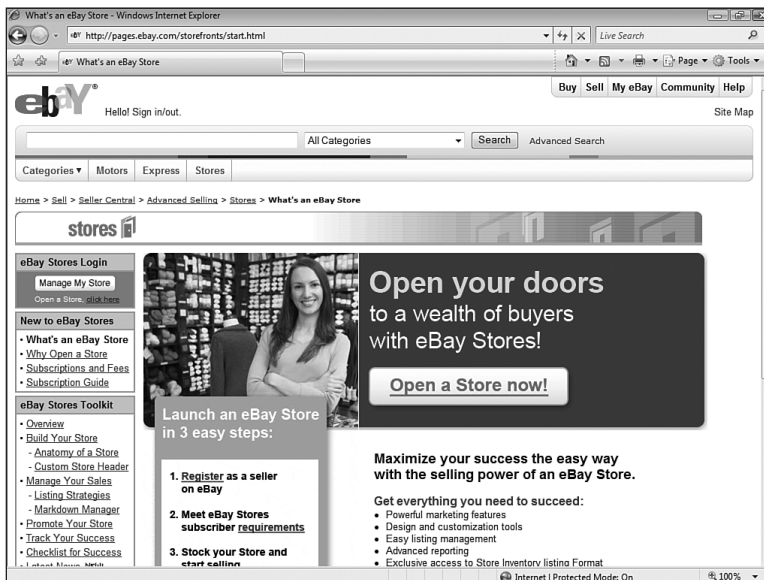 What's an eBay Store - Windows Internet Explorer
http://pages.ebay.com/storefronts/start.html
Live Search
What's an eBay Store
Page
Tools
Buy Sell My eBay Community Help
ebY
Hello! Sign in/out.
Site Map
All Categories
Search
Advanced Search
Categories
Motors
Express
Stores
Home > Sell > Seller Central > Advanced Selling > Stores > What's an eBay Store
stores
eBay Stores Login
Manage My Store
Open a Store, click here
New to eBay Stores
• What's an eBay Store
• Why Open a Store
• Subscriptions and Fees
• Subscription Guide
eBay Stores Toolkit
• Overview
• Build Your Store
- Anatomy of a Store
- Custom Store Header
• Manage Your Sales
- Listing Strategies
- Markdown Manager
• Promote Your Store
• Track Your Success
• Checklist for Success
• Latest News
Open your doors
to a wealth of buyers
with eBay Stores!
Open a Store now!
Launch an eBay Store
in 3 easy steps:
1. Register as a seller
on eBay
2. Meet eBay Stores
subscriber requirements
3. Stock your Store and
start selling
Maximize your success the easy way
with the selling power of an eBay Store.
Get everything you need to succeed:
• Powerful marketing features
• Design and customization tools
• Easy listing management
• Advanced reporting
• Exclusive access to Store Inventory listing Format
Internet | Protected Mode: On
100%